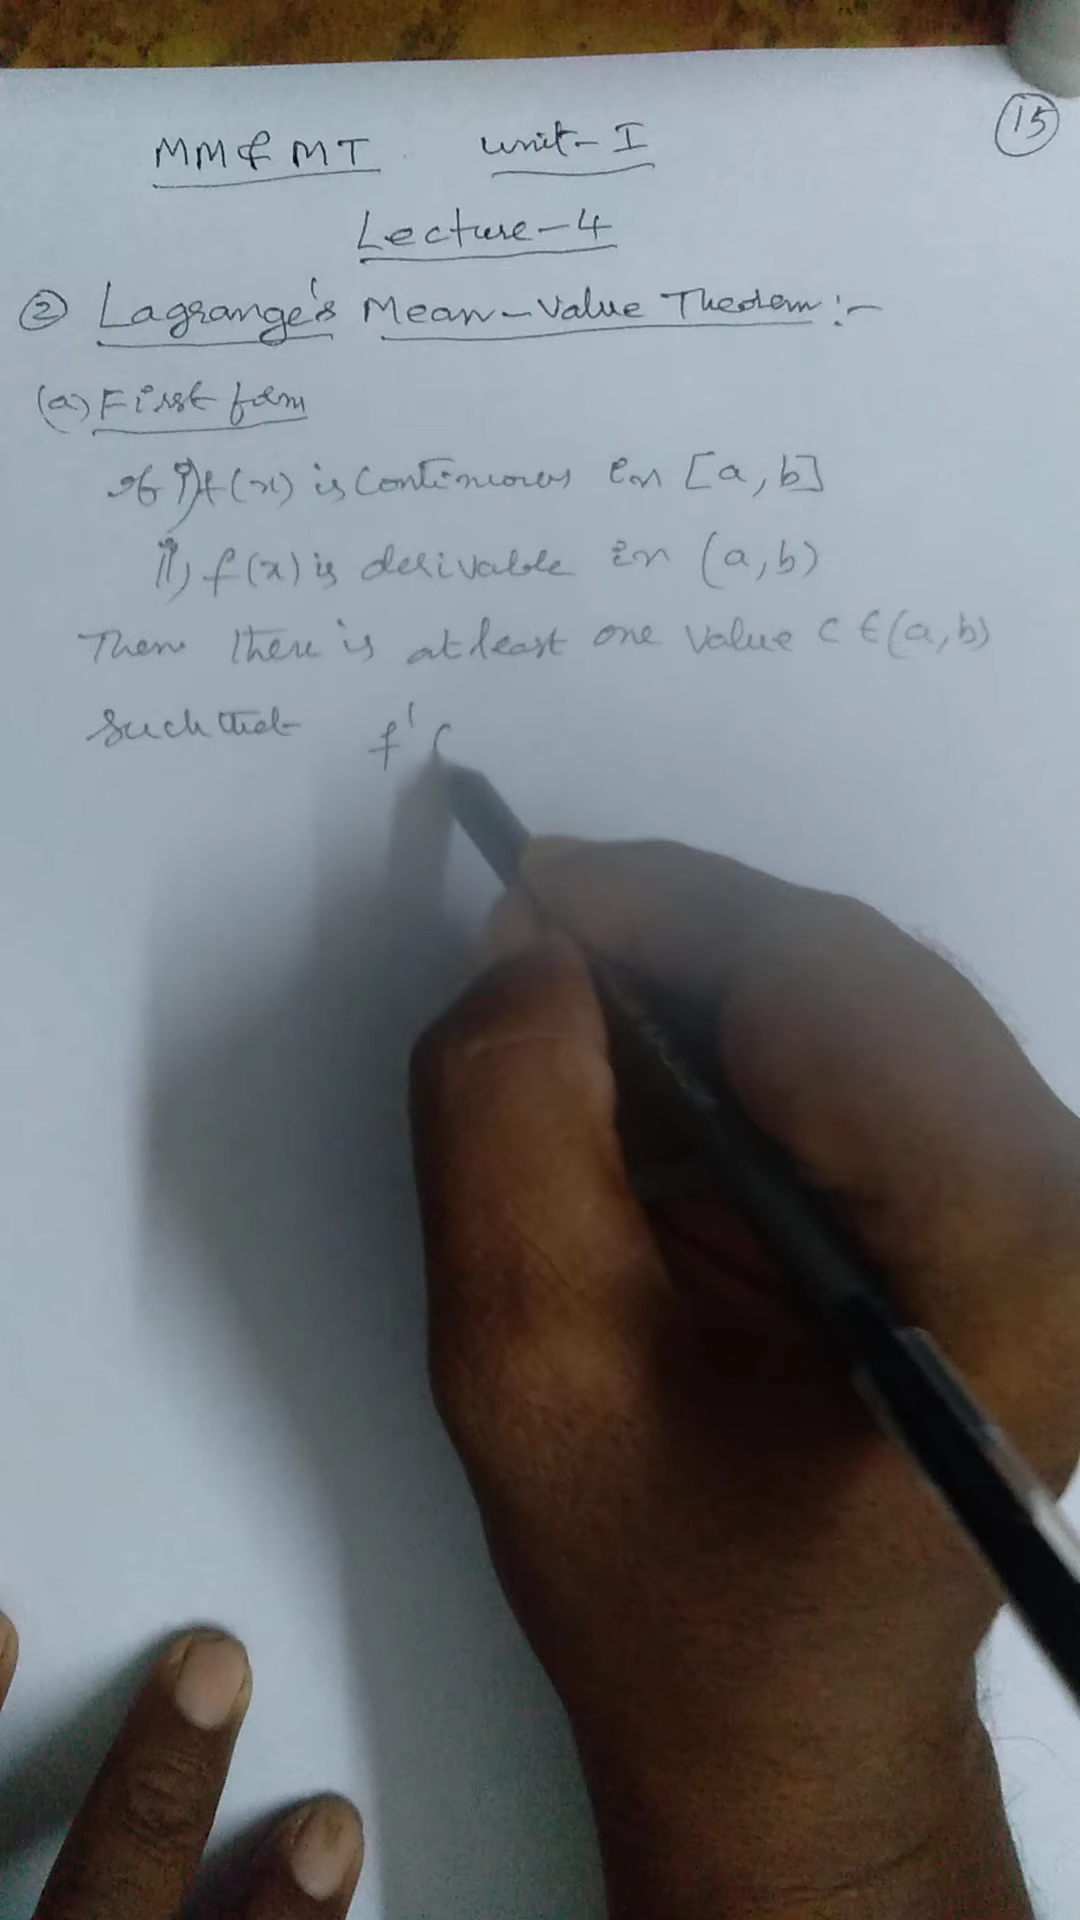 15
MM & MT Unit-I
Lecture-4
② Lagrange's Mean-Value Theorem :-
(a) First form
If i) f(x) is continuous in [a, b]
ii) f(x) is derivable in (a, b)
Then there is atleast one value c ∈ (a, b)
such that f'(